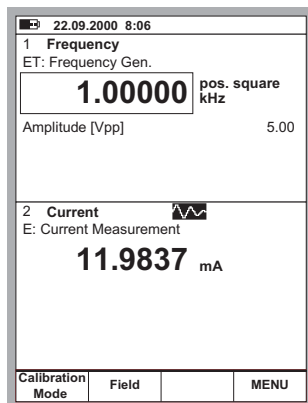 22.09.2000 8:06
1 Frequency
ET: Frequency Gen.
1.00000 pos. square kHz
Amplitude [Vpp] 5.00
2 Current
E: Current Measurement
11.9837 mA
Calibration Mode Field MENU